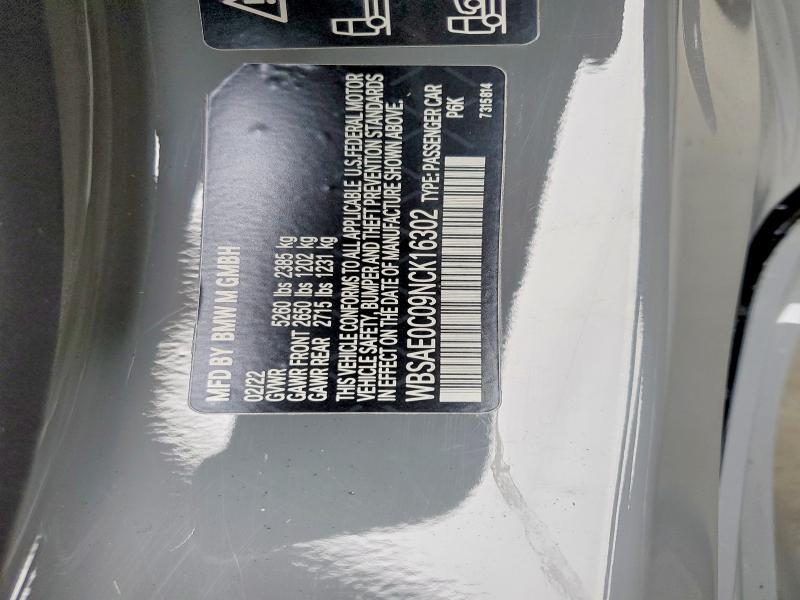 MFD BY BMW M GMBH
02/22
GVWR 5260 lbs 2385 kg
GAWR FRONT 2650 lbs 1202 kg
GAWR REAR 2715 lbs 1231 kg
THIS VEHICLE CONFORMS TO ALL APPLICABLE U.S.FEDERAL MOTOR
VEHICLE SAFETY, BUMPER AND THEFT PREVENTION STANDARDS
IN EFFECT ON THE DATE OF MANUFACTURE SHOWN ABOVE.
WBSAE0C09NCK16302 TYPE: PASSENGER CAR
P6K
7315814